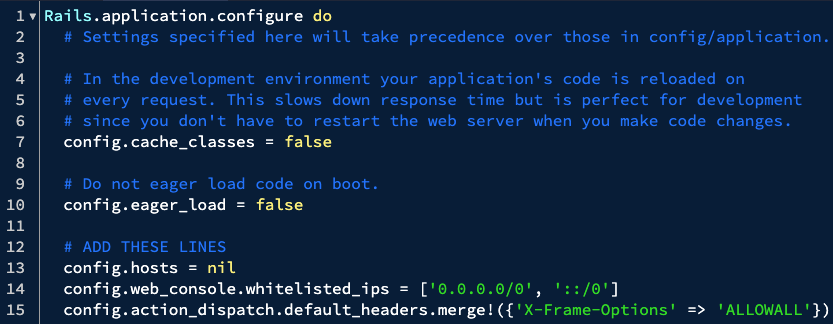 1 Rails.application.configure do
2 # Settings specified here will take precedence over those in config/application.
3
4 # In the development environment your application's code is reloaded on
5 # every request. This slows down response time but is perfect for development
6 # since you don't have to restart the web server when you make code changes.
7 config.cache_classes = false
8
9 # Do not eager load code on boot.
10 config.eager_load = false
11
12 # ADD THESE LINES
13 config.hosts = nil
14 config.web_console.whitelisted_ips = ['0.0.0.0/0', '::/0']
15 config.action_dispatch.default_headers.merge!({'X-Frame-Options' => 'ALLOWALL'})